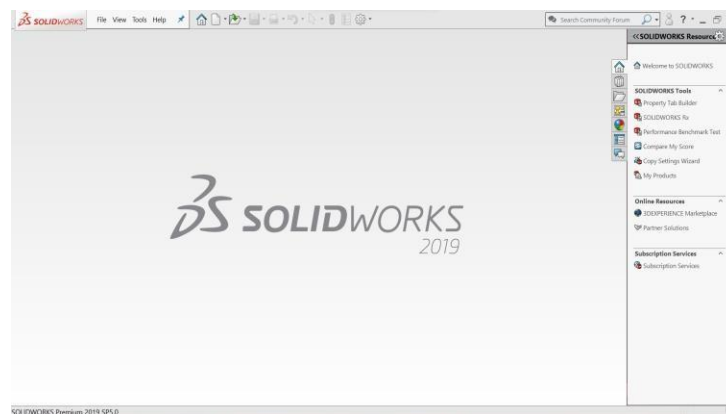 SOLIDWORKS File View Tools Help Search Community Forum ?
SOLIDWORKS Resources
Welcome to SOLIDWORKS
SOLIDWORKS Tools
Property Tab Builder
SOLIDWORKS Rx
Performance Benchmark Test
Compare My Score
Copy Settings Wizard
My Products
Online Resources
3DEXPERIENCE Marketplace
Partner Solutions
Subscription Services
Subscription Services
SOLIDWORKS
2019
SOLIDWORKS Premium 2019 SP5.0